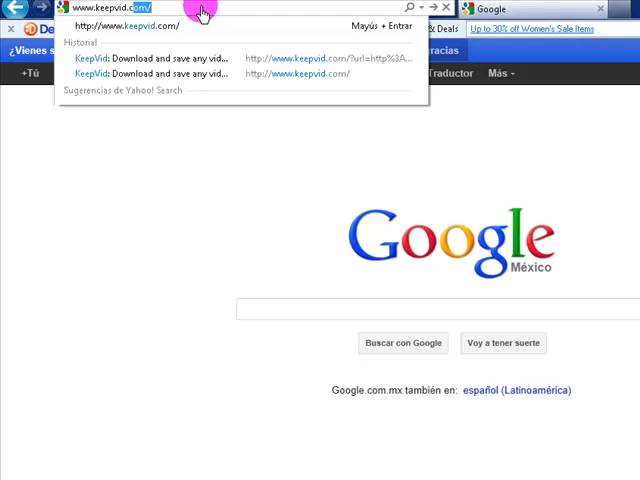 www.keepvid.com/
Google
http://www.keepvid.com/ Mayús + Entrar
Deals Up to 30% off Women's Sale Items
Historial
¿Vienes s
racias
KeepVid: Download and save any vid... http://www.keepvid.com/?url=http%3A...
KeepVid: Download and save any vid... http://www.keepvid.com/
+Tú
Traductor Más
Sugerencias de Yahoo! Search
Google
México
Buscar con Google Voy a tener suerte
Google.com.mx también en: español (Latinoamérica)